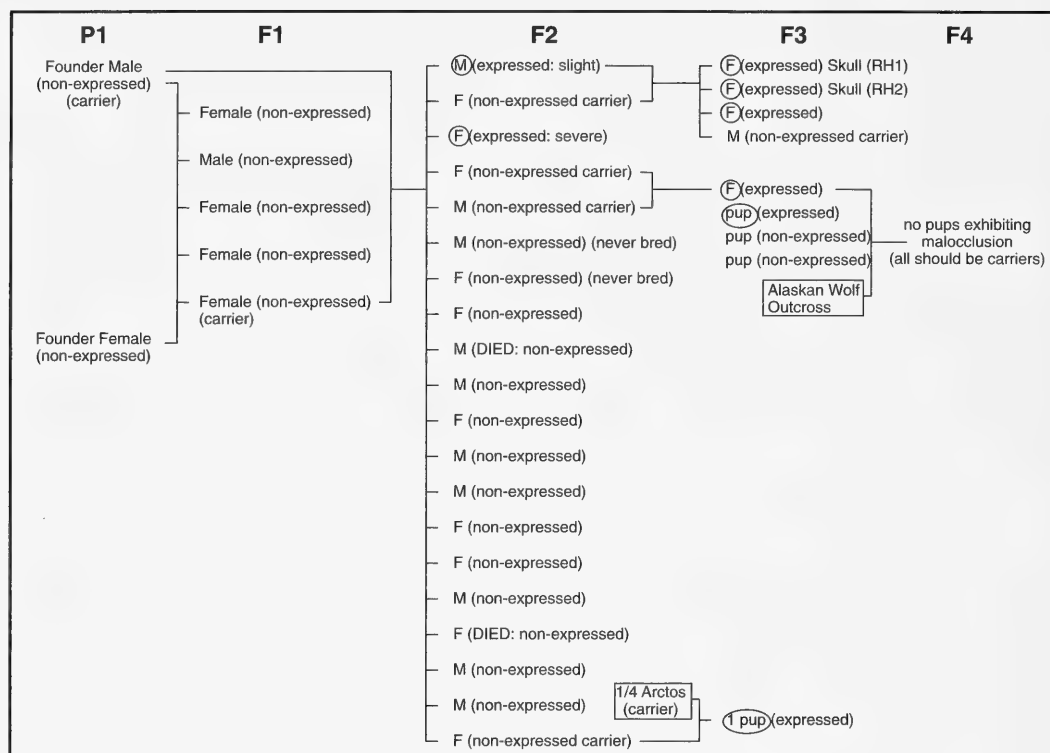 P1
F1
F2
F3
F4
Founder Male
(non-expressed)
(carrier)
Founder Female
(non-expressed)
Female (non-expressed)
Male (non-expressed)
Female (non-expressed)
Female (non-expressed)
Female (non-expressed)
(carrier)
M (expressed: slight)
F (non-expressed carrier)
F (expressed: severe)
F (non-expressed carrier)
M (non-expressed carrier)
M (non-expressed) (never bred)
F (non-expressed) (never bred)
F (non-expressed)
M (DIED: non-expressed)
M (non-expressed)
F (non-expressed)
M (non-expressed)
M (non-expressed)
F (non-expressed)
F (non-expressed)
M (non-expressed)
F (DIED: non-expressed)
M (non-expressed)
M (non-expressed)
F (non-expressed carrier)
1/4 Arctos
(carrier)
F (expressed) Skull (RH1)
F (expressed) Skull (RH2)
F (expressed)
M (non-expressed carrier)
F (expressed)
pup (expressed)
pup (non-expressed)
pup (non-expressed)
Alaskan Wolf
Outcross
1 pup (expressed)
no pups exhibiting
malocclusion
(all should be carriers)